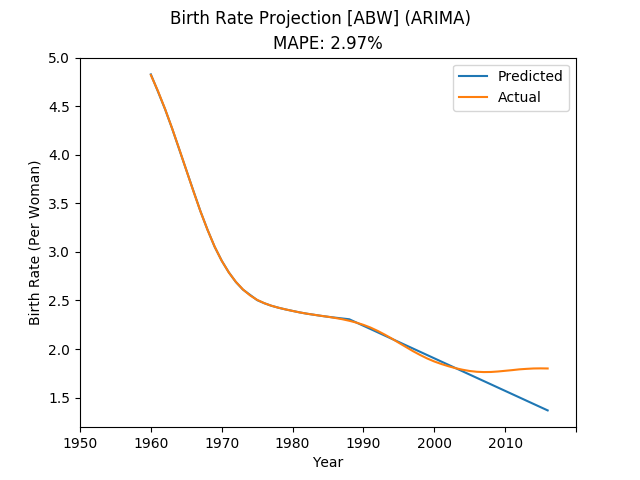 Birth Rate Projection [ABW] (ARIMA)
MAPE: 2.97%
Predicted
Actual
Birth Rate (Per Woman)
5.0
4.5
4.0
3.5
3.0
2.5
2.0
1.5
1950 1960 1970 1980 1990 2000 2010
Year